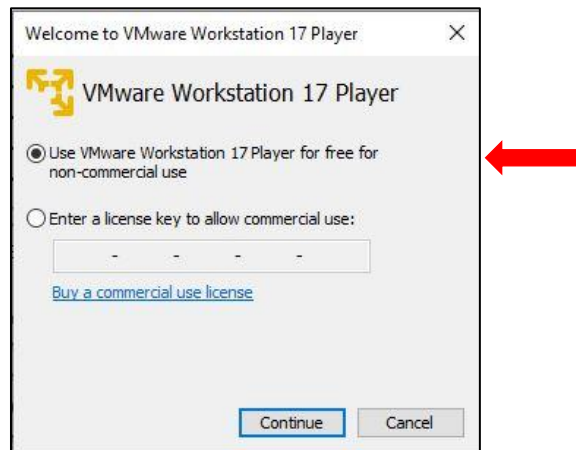 Welcome to VMware Workstation 17 Player
VMware Workstation 17 Player
Use VMware Workstation 17 Player for free for
non-commercial use
Enter a license key to allow commercial use:
- - - -
Buy a commercial use license
Continue Cancel